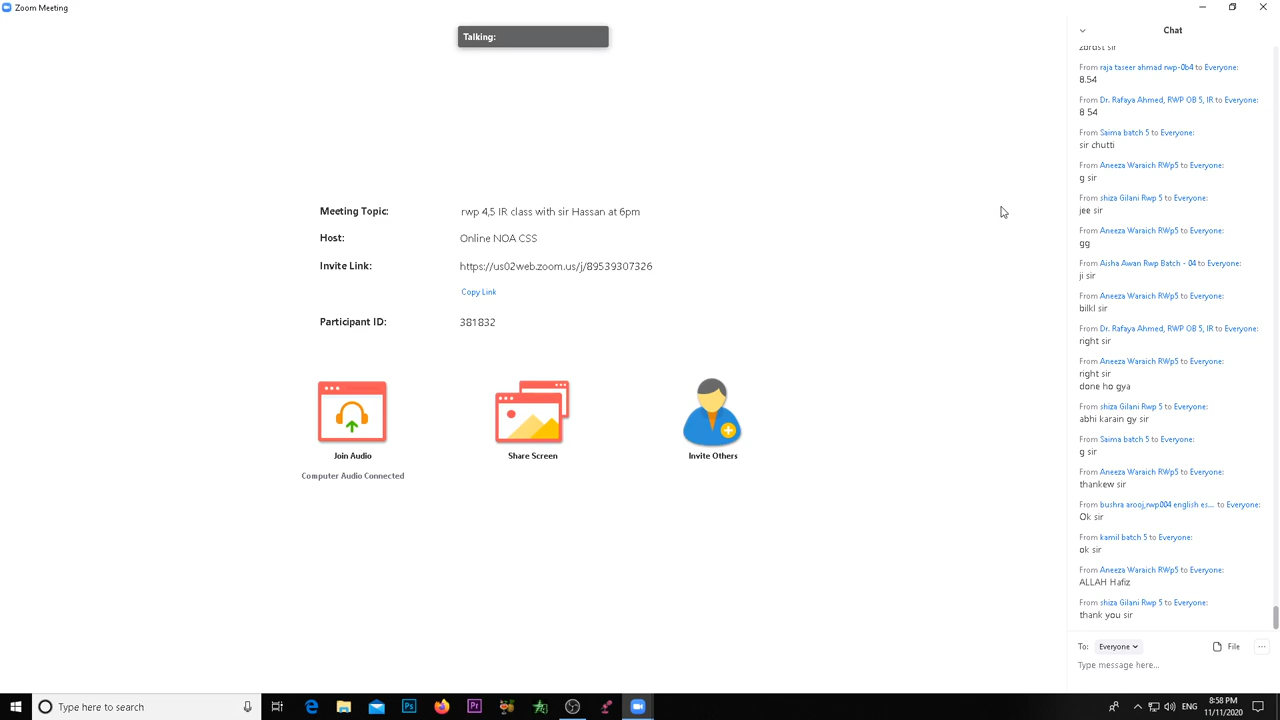 Zoom Meeting
Talking:
Meeting Topic: rwp 4,5 IR class with sir Hassan at 6pm
Host: Online NOA CSS
Invite Link: https://us02web.zoom.us/j/89539307326
Copy Link
Participant ID: 381832
Join Audio
Computer Audio Connected
Share Screen
Invite Others
Chat
zbrdst sir
From raja taseer ahmad rwp-0b4 to Everyone:
8.54
From Dr. Rafaya Ahmed, RWP OB 5, IR to Everyone:
8 54
From Saima batch 5 to Everyone:
sir chutti
From Aneeza Waraich RWp5 to Everyone:
g sir
From shiza Gilani Rwp 5 to Everyone:
jee sir
From Aneeza Waraich RWp5 to Everyone:
gg
From Aisha Awan Rwp Batch - 04 to Everyone:
ji sir
From Aneeza Waraich RWp5 to Everyone:
bilkl sir
From Dr. Rafaya Ahmed, RWP OB 5, IR to Everyone:
right sir
From Aneeza Waraich RWp5 to Everyone:
right sir
done ho gya
From shiza Gilani Rwp 5 to Everyone:
abhi karain gy sir
From Saima batch 5 to Everyone:
g sir
From Aneeza Waraich RWp5 to Everyone:
thankew sir
From bushra arooj,rwp004 english es... to Everyone:
Ok sir
From kamil batch 5 to Everyone:
ok sir
From Aneeza Waraich RWp5 to Everyone:
ALLAH Hafiz
From shiza Gilani Rwp 5 to Everyone:
thank you sir
To: Everyone
File
Type message here...
Type here to search
Ps
Pr
ENG
8:58 PM
11/11/2020